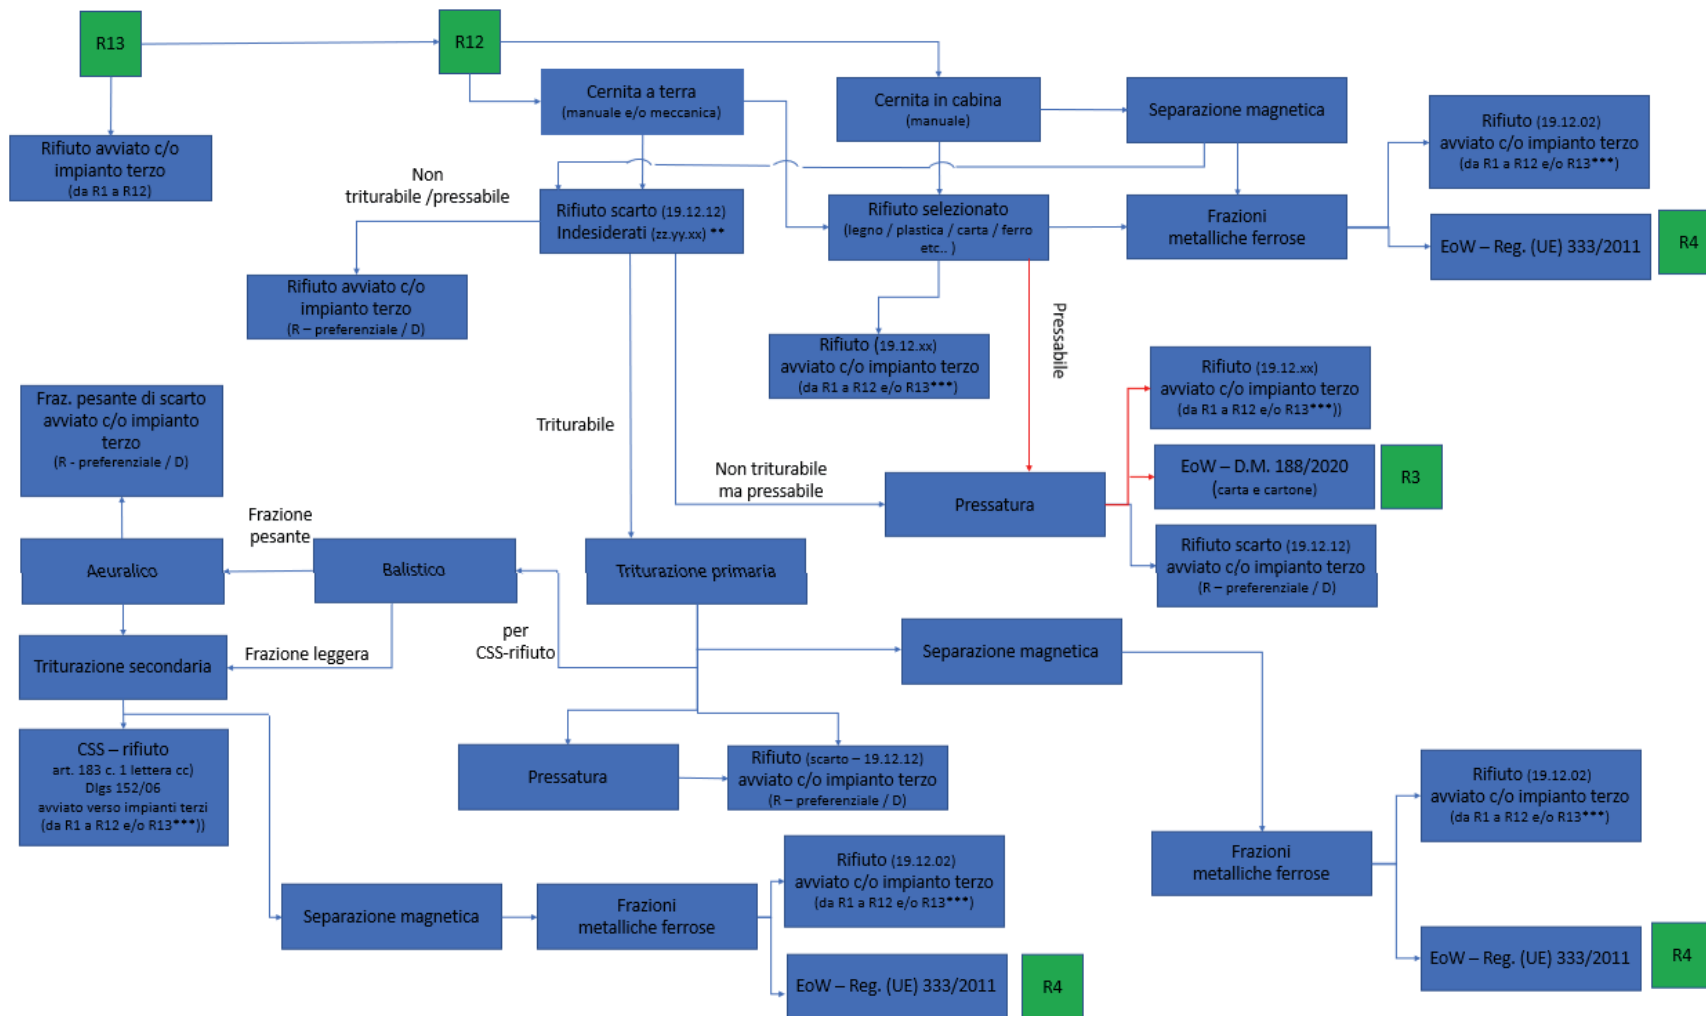 R13
R12
Cernita a terra
(manuale e/o meccanica)
Cernita in cabina
(manuale)
Separazione magnetica
Rifiuto (19.12.02)
avviato c/o impianto terzo
(da R1 a R12 e/o R13***)
Rifiuto avviato c/o
impianto terzo
(da R1 a R12)
Non
triturabile /pressabile
Rifiuto scarto (19.12.12)
Indesiderati (zz.yy.xx) **
Rifiuto selezionato
(legno / plastica / carta / ferro
etc.. )
Frazioni
metalliche ferrose
EoW – Reg. (UE) 333/2011
R4
Rifiuto avviato c/o
impianto terzo
(R – preferenziale / D)
Pressabile
Rifiuto (19.12.xx)
avviato c/o impianto terzo
(da R1 a R12 e/o R13***)
Rifiuto (19.12.xx)
avviato c/o impianto terzo
(da R1 a R12 e/o R13***))
Fraz. pesante di scarto
avviato c/o impianto
terzo
(R - preferenziale / D)
Triturabile
Non triturabile
ma pressabile
Pressatura
EoW – D.M. 188/2020
(carta e cartone)
R3
Rifiuto scarto (19.12.12)
avviato c/o impianto terzo
(R – preferenziale / D)
Frazione
pesante
Aeuralico
Balistico
Triturazione primaria
per
CSS-rifiuto
Triturazione secondaria
Frazione leggera
Separazione magnetica
CSS – rifiuto
art. 183 c. 1 lettera cc)
Dlgs 152/06
avviato verso impianti terzi
(da R1 a R12 e/o R13***))
Pressatura
Rifiuto (scarto – 19.12.12)
avviato c/o impianto terzo
(R – preferenziale / D)
Rifiuto (19.12.02)
avviato c/o impianto terzo
(da R1 a R12 e/o R13***)
Frazioni
metalliche ferrose
Separazione magnetica
Frazioni
metalliche ferrose
Rifiuto (19.12.02)
avviato c/o impianto terzo
(da R1 a R12 e/o R13***)
EoW – Reg. (UE) 333/2011
R4
EoW – Reg. (UE) 333/2011
R4